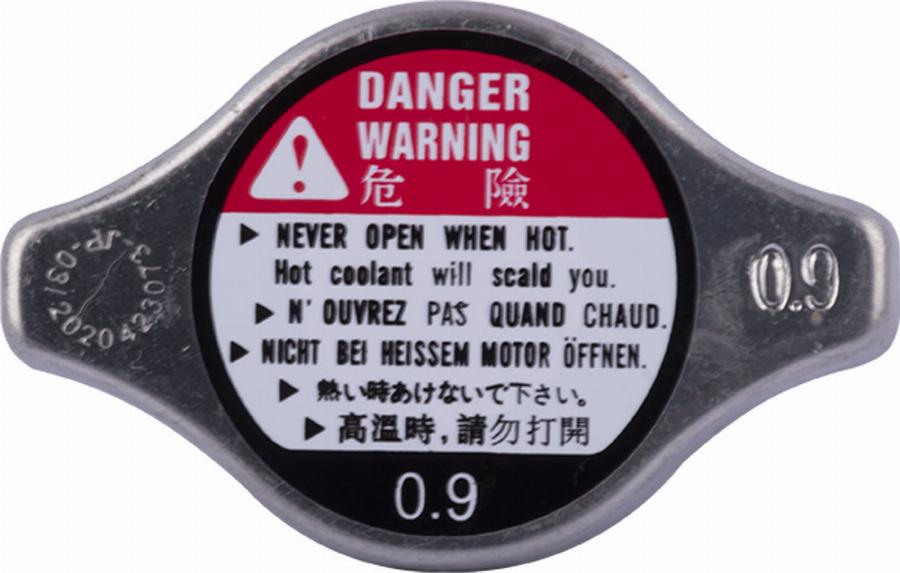 DANGER
WARNING
危 險
▶ NEVER OPEN WHEN HOT.
Hot coolant will scald you.
▶ N' OUVREZ PAS QUAND CHAUD.
▶ NICHT BEI HEISSEM MOTOR ÖFFNEN.
▶ 熱い時あけないで下さい。
▶ 高溫時,請勿打開
0.9
0.9